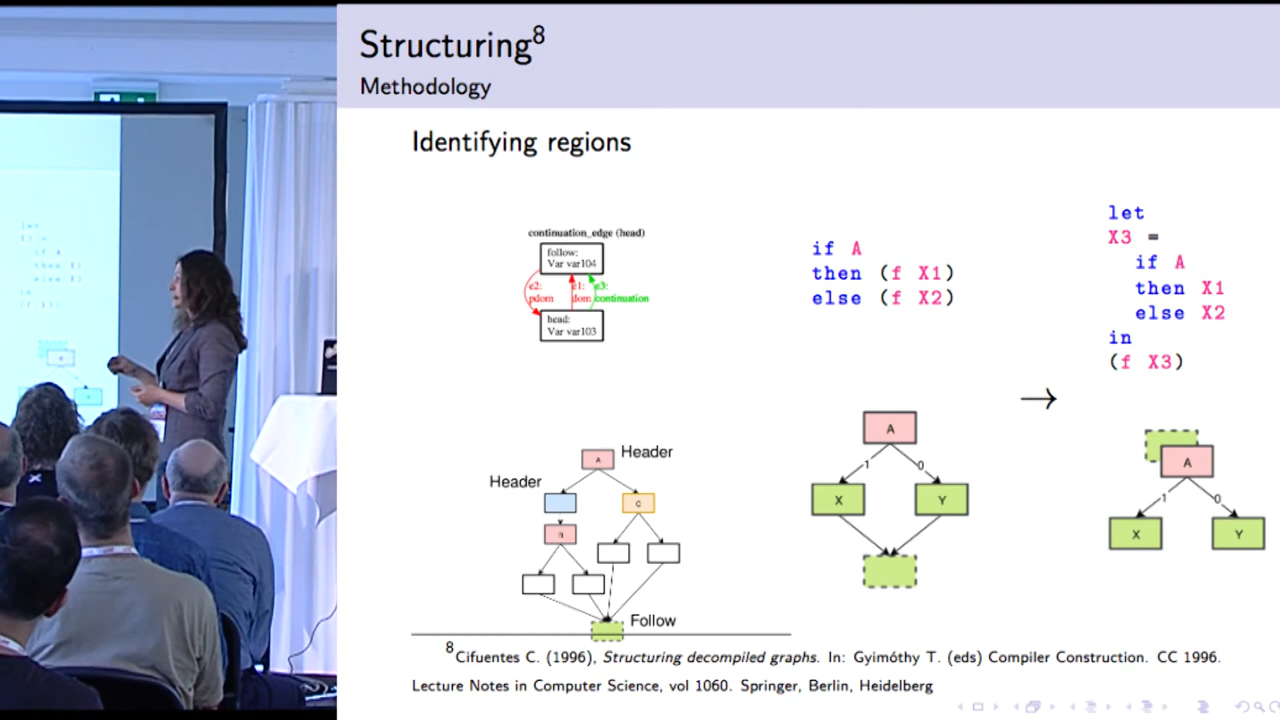 Structuring8
Methodology
Identifying regions
continuation_edge (head)
follow:
Var var104
e2:
pdom
e1:
dom
e3:
continuation
head:
Var var103
if A
then (f X1)
else (f X2)
let
X3 =
if A
then X1
else X2
in
(f X3)
→
A
1
0
X
Y
A
1
0
X
Y
A
Header
Header
C
B
Follow
8Cifuentes C. (1996), Structuring decompiled graphs. In: Gyimóthy T. (eds) Compiler Construction. CC 1996.
Lecture Notes in Computer Science, vol 1060. Springer, Berlin, Heidelberg